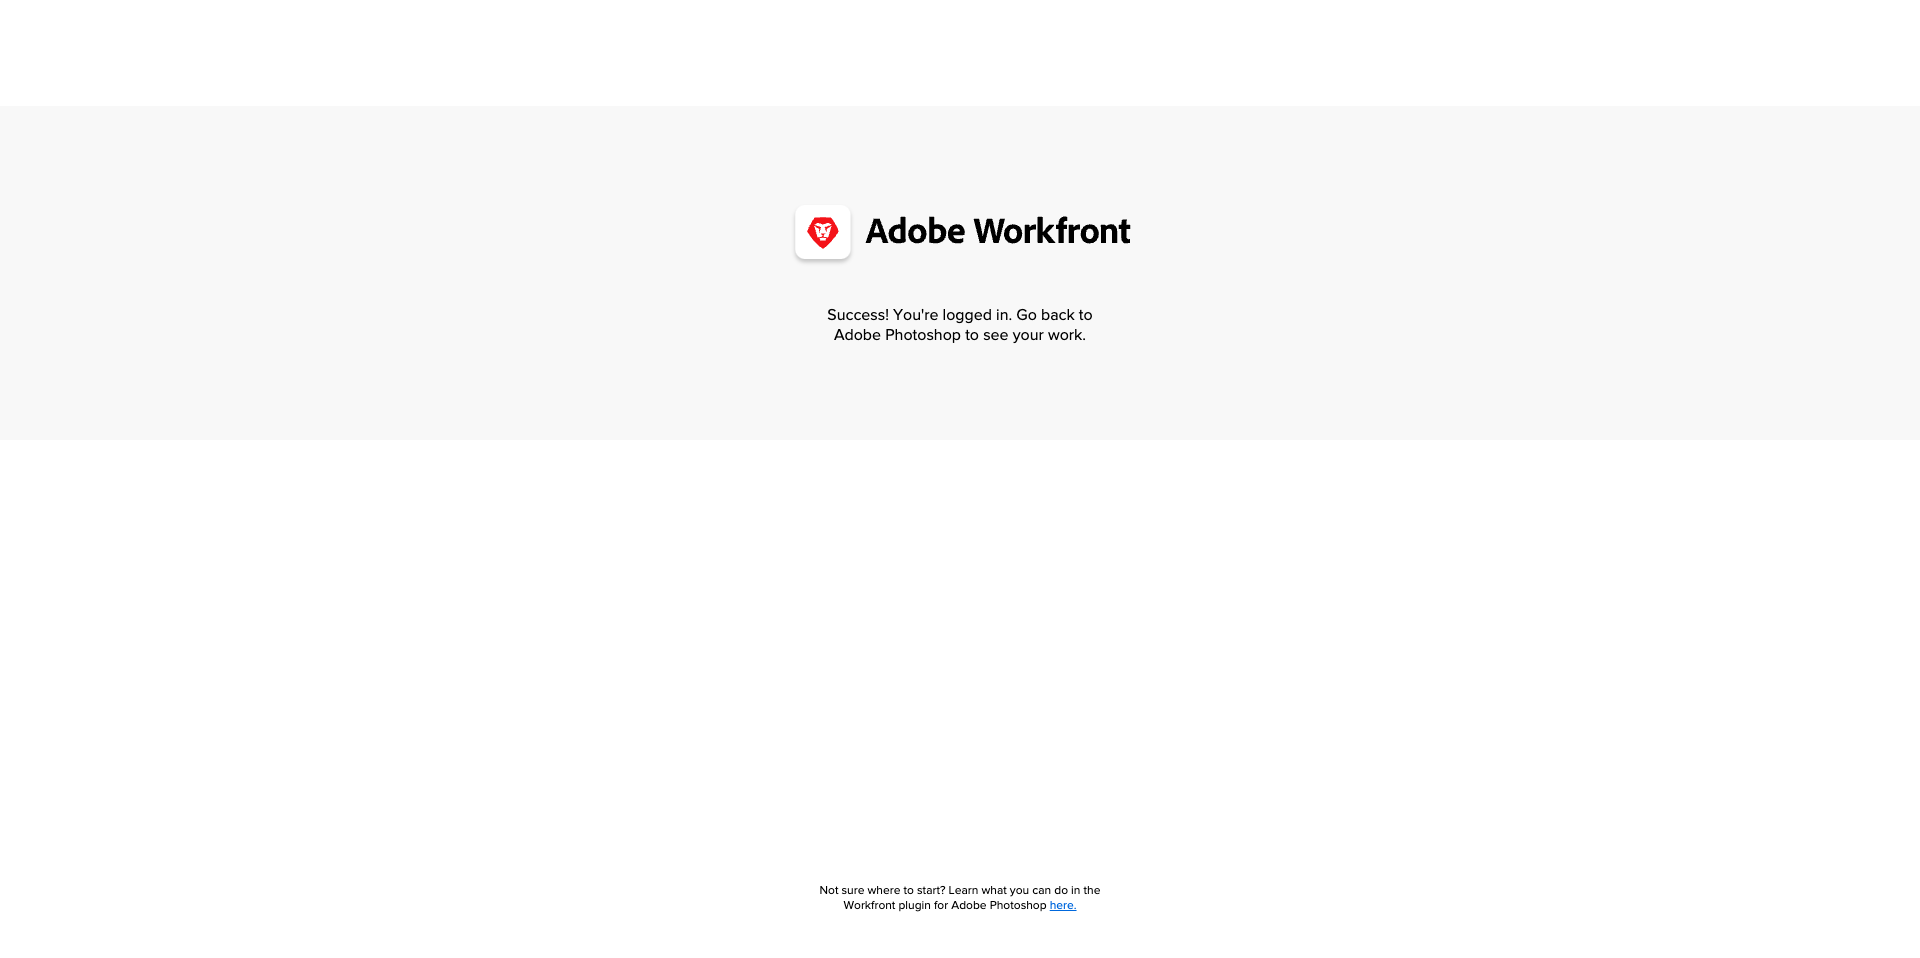 Adobe Workfront
Success! You're logged in. Go back to
Adobe Photoshop to see your work.
Not sure where to start? Learn what you can do in the
Workfront plugin for Adobe Photoshop here.